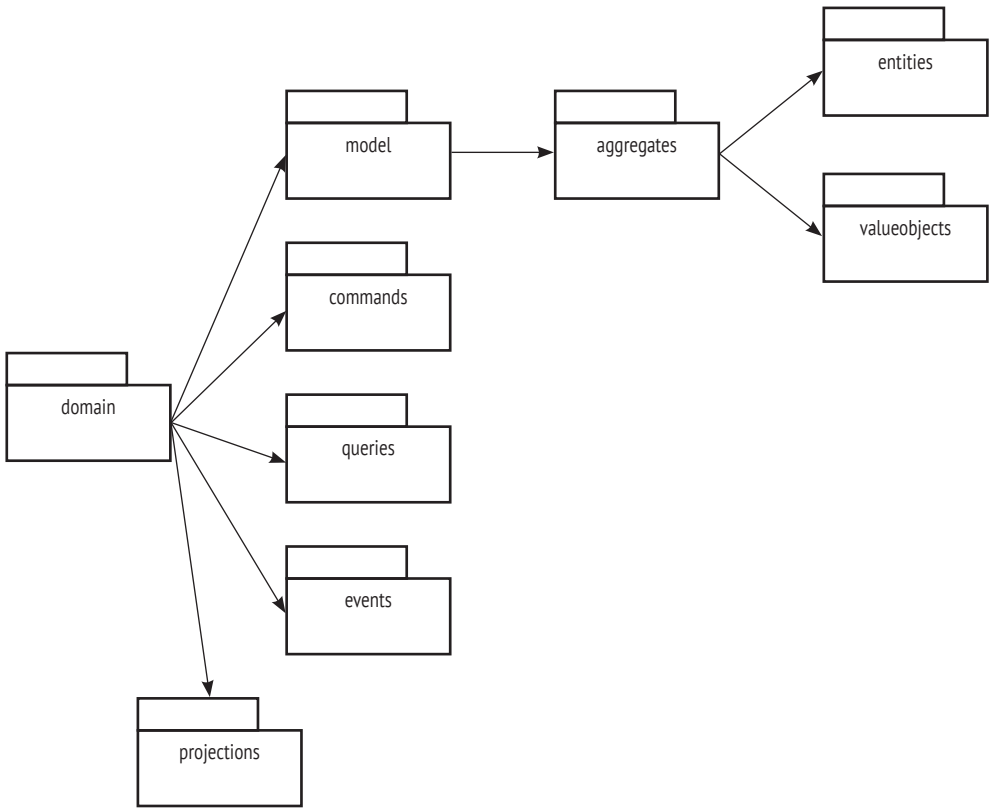 entities
model
aggregates
valueobjects
commands
domain
queries
events
projections